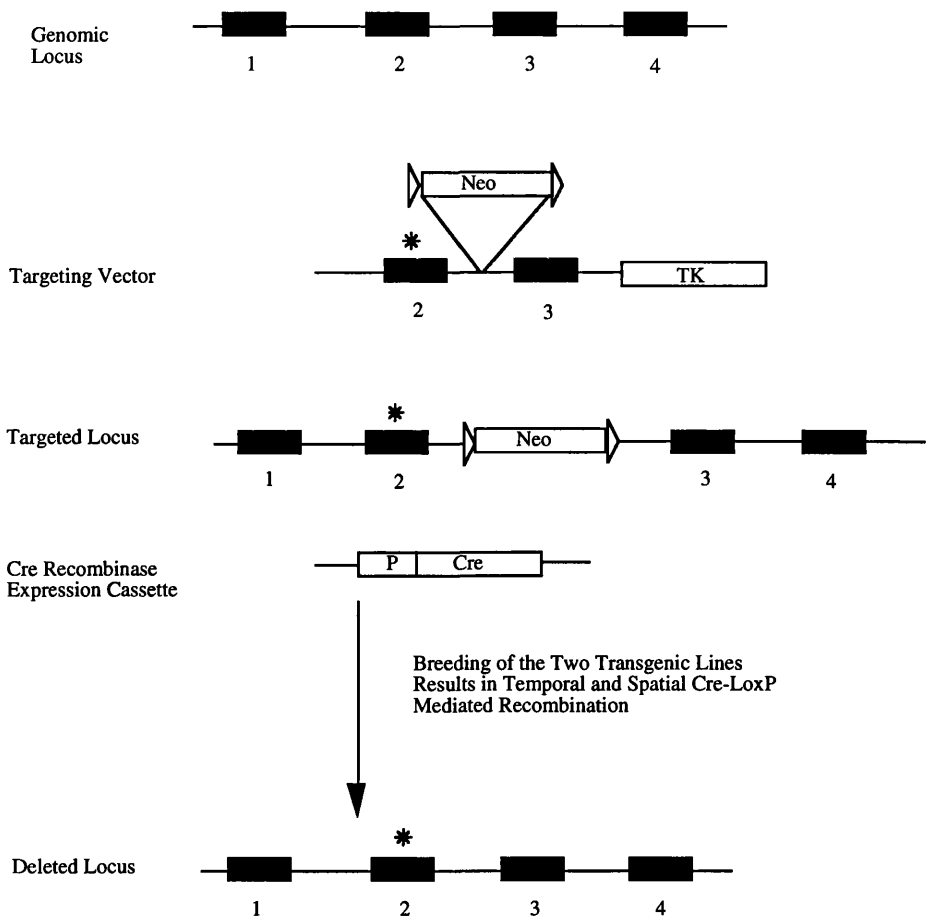 Genomic
Locus
1 2 3 4
Neo
*
Targeting Vector
TK
2 3
*
Targeted Locus
Neo
1 2 3 4
Cre Recombinase
Expression Cassette
P Cre
Breeding of the Two Transgenic Lines
Results in Temporal and Spatial Cre-LoxP
Mediated Recombination
*
Deleted Locus
1 2 3 4